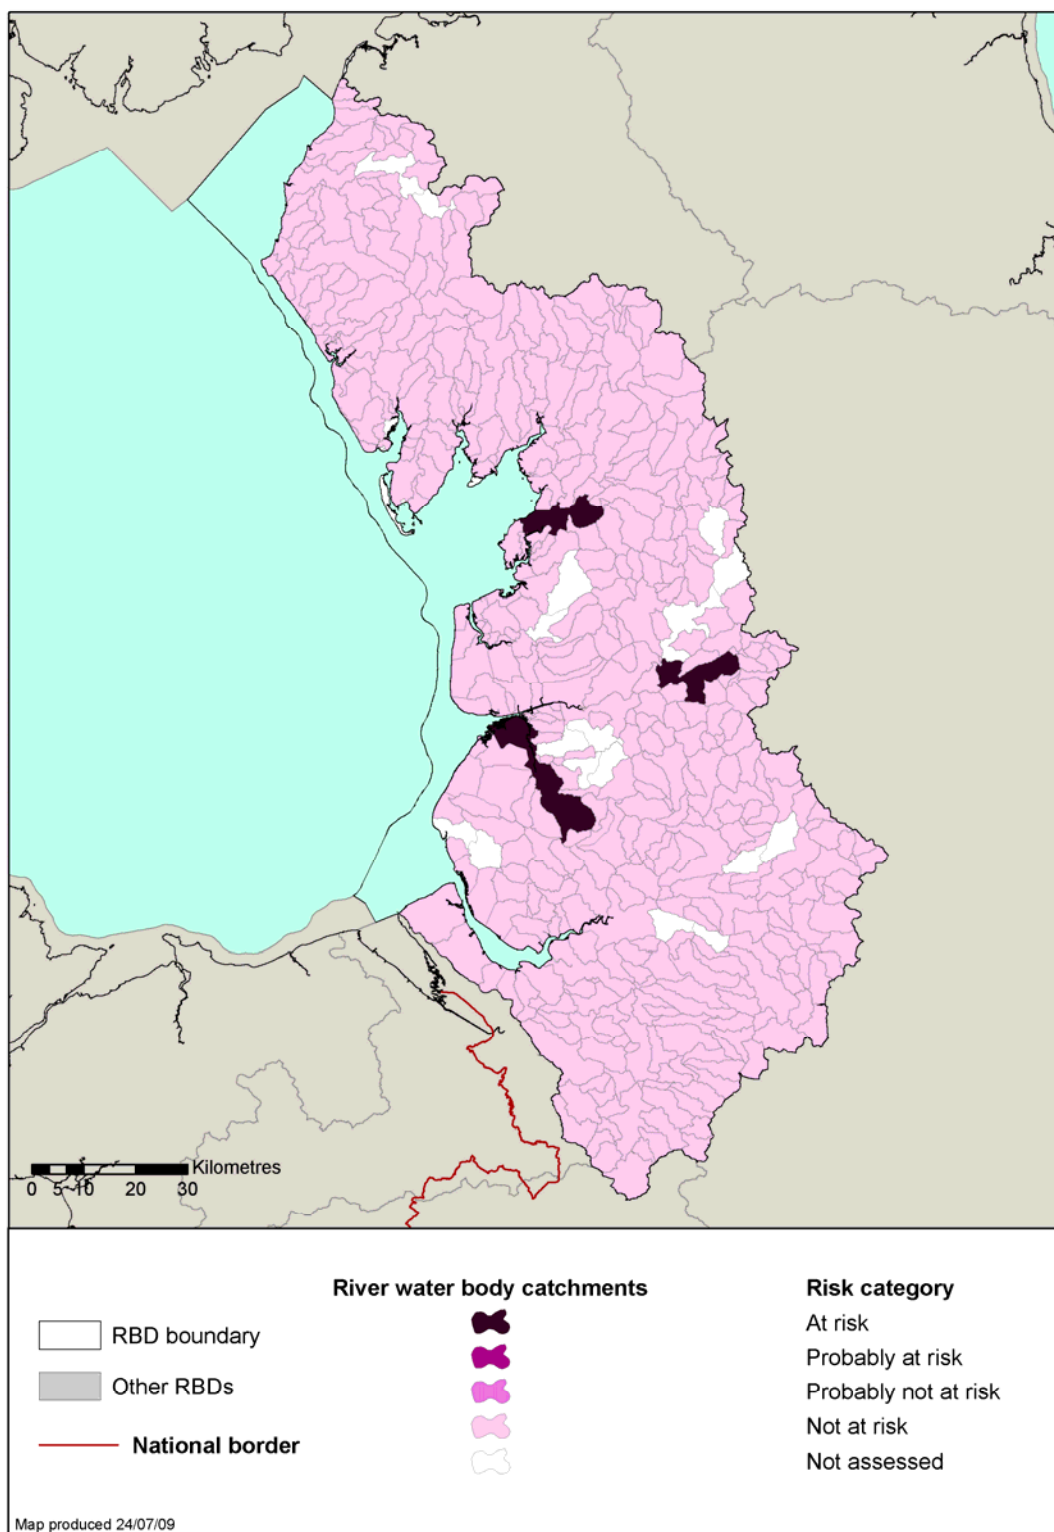 Kilometres
0 5 10 20 30
River water body catchments
Risk category
At risk
RBD boundary
Probably at risk
Other RBDs
Probably not at risk
Not at risk
National border
Not assessed
Map produced 24/07/09